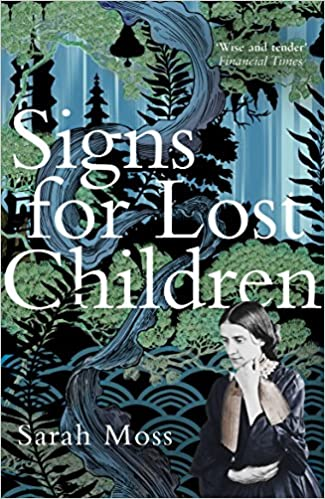 'Wise and tender'
Financial Times
Signs
for Lost
Children
Sarah Moss